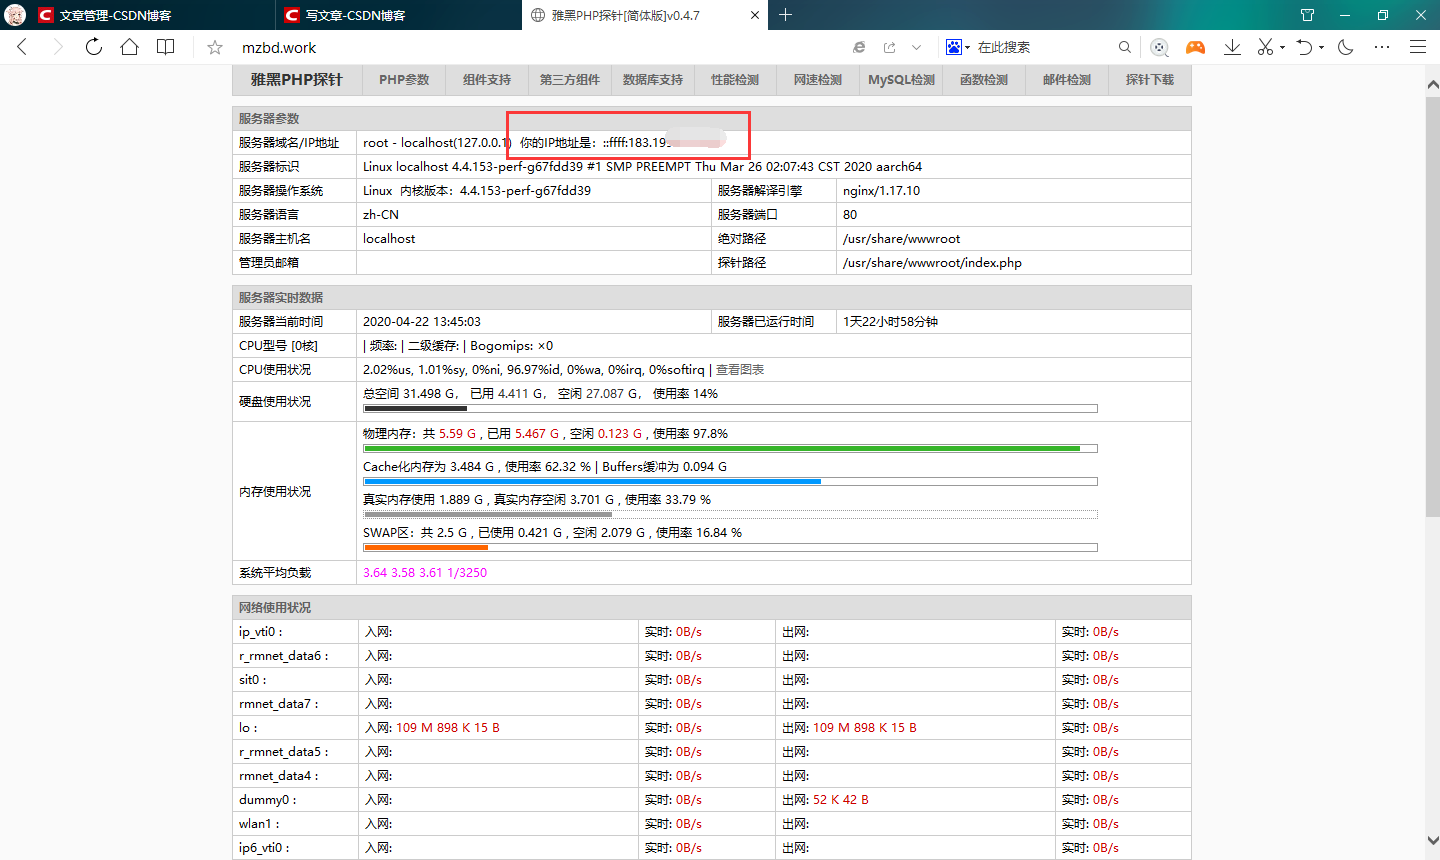 文章管理-CSDN博客 写文章-CSDN博客 雅黑PHP探针[简体版]v0.4.7
mzbd.work 在此搜索
雅黑PHP探针 PHP参数 组件支持 第三方组件 数据库支持 性能检测 网速检测 MySQL检测 函数检测 邮件检测 探针下载
服务器参数
服务器域名/IP地址 root - localhost(127.0.0.1) 你的IP地址是：::ffff:183.19
服务器标识 Linux localhost 4.4.153-perf-g67fdd39 #1 SMP PREEMPT Thu Mar 26 02:07:43 CST 2020 aarch64
服务器操作系统 Linux 内核版本：4.4.153-perf-g67fdd39 服务器解译引擎 nginx/1.17.10
服务器语言 zh-CN 服务器端口 80
服务器主机名 localhost 绝对路径 /usr/share/wwwroot
管理员邮箱 探针路径 /usr/share/wwwroot/index.php
服务器实时数据
服务器当前时间 2020-04-22 13:45:03 服务器已运行时间 1天22小时58分钟
CPU型号 [0核] | 频率: | 二级缓存: | Bogomips: ×0
CPU使用状况 2.02%us, 1.01%sy, 0%ni, 96.97%id, 0%wa, 0%irq, 0%softirq | 查看图表
硬盘使用状况 总空间 31.498 G， 已用 4.411 G， 空闲 27.087 G， 使用率 14%
内存使用状况 物理内存：共 5.59 G , 已用 5.467 G , 空闲 0.123 G , 使用率 97.8%
Cache化内存为 3.484 G , 使用率 62.32 % | Buffers缓冲为 0.094 G
真实内存使用 1.889 G , 真实内存空闲 3.701 G , 使用率 33.79 %
SWAP区：共 2.5 G , 已使用 0.421 G , 空闲 2.079 G , 使用率 16.84 %
系统平均负载 3.64 3.58 3.61 1/3250
网络使用状况
ip_vti0 : 入网: 实时: 0B/s 出网: 实时: 0B/s
r_rmnet_data6 : 入网: 实时: 0B/s 出网: 实时: 0B/s
sit0 : 入网: 实时: 0B/s 出网: 实时: 0B/s
rmnet_data7 : 入网: 实时: 0B/s 出网: 实时: 0B/s
lo : 入网: 109 M 898 K 15 B 实时: 0B/s 出网: 109 M 898 K 15 B 实时: 0B/s
r_rmnet_data5 : 入网: 实时: 0B/s 出网: 实时: 0B/s
rmnet_data4 : 入网: 实时: 0B/s 出网: 实时: 0B/s
dummy0 : 入网: 实时: 0B/s 出网: 52 K 42 B 实时: 0B/s
wlan1 : 入网: 实时: 0B/s 出网: 实时: 0B/s
ip6_vti0 : 入网: 实时: 0B/s 出网: 实时: 0B/s